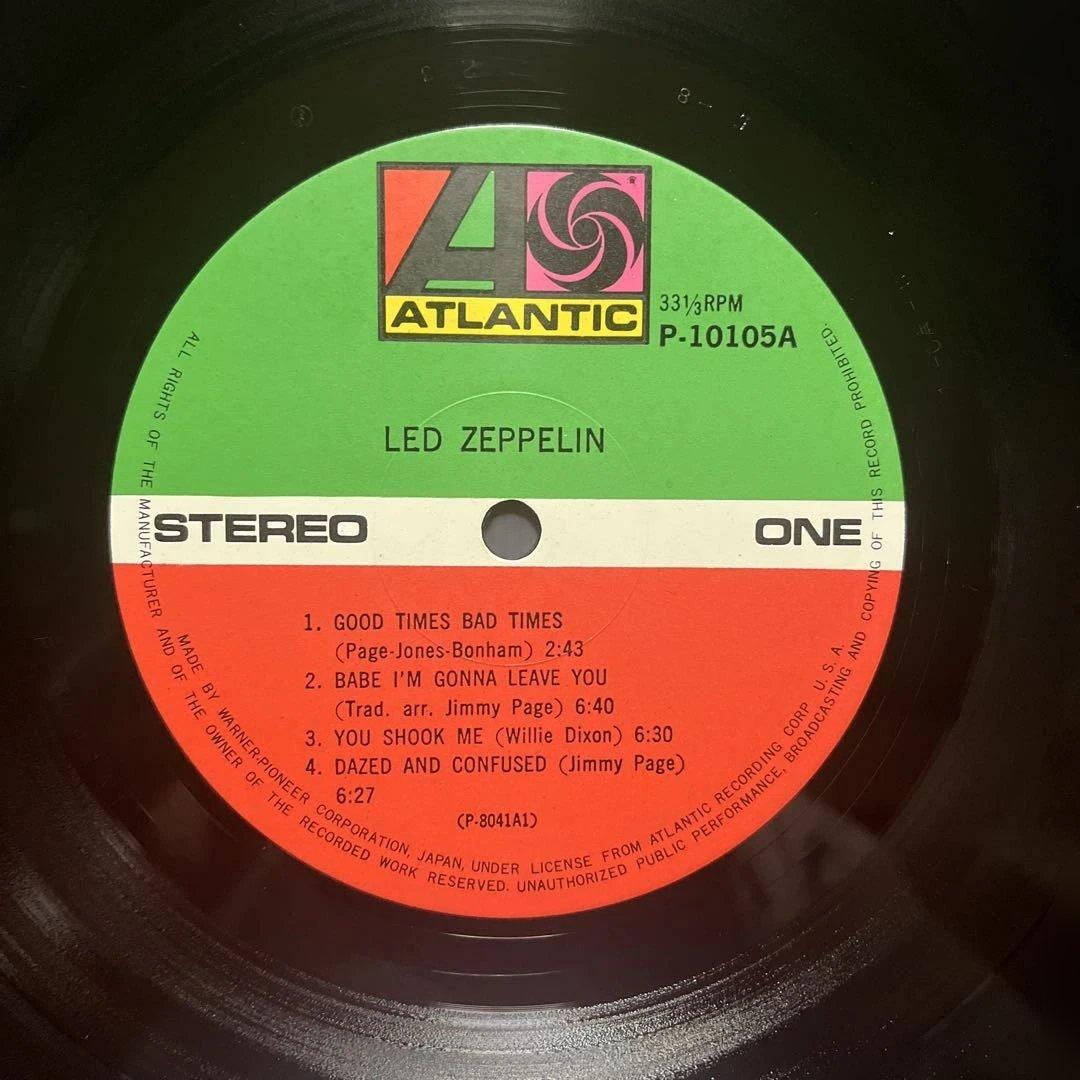 ATLANTIC
33⅓RPM
P-10105A
LED ZEPPELIN
STEREO
ONE
1. GOOD TIMES BAD TIMES
(Page-Jones-Bonham) 2:43
2. BABE I'M GONNA LEAVE YOU
(Trad. arr. Jimmy Page) 6:40
3. YOU SHOOK ME (Willie Dixon) 6:30
4. DAZED AND CONFUSED (Jimmy Page)
6:27
(P-8041A1)
MADE BY WARNER-PIONEER CORPORATION, JAPAN, UNDER LICENSE FROM ATLANTIC RECORDING CORP U.S.A.
ALL RIGHTS OF THE MANUFACTURER AND OF THE OWNER OF THE RECORDED WORK RESERVED. UNAUTHORIZED PUBLIC PERFORMANCE, BROADCASTING AND COPYING OF THIS RECORD PROHIBITED.